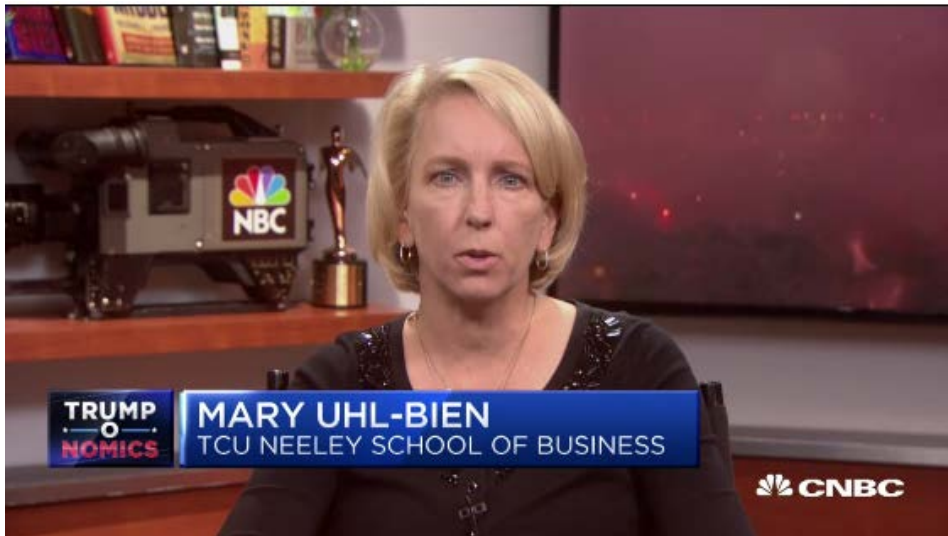 NBC
TRUMP
O
NOMICS
MARY UHL-BIEN
TCU NEELEY SCHOOL OF BUSINESS
CNBC